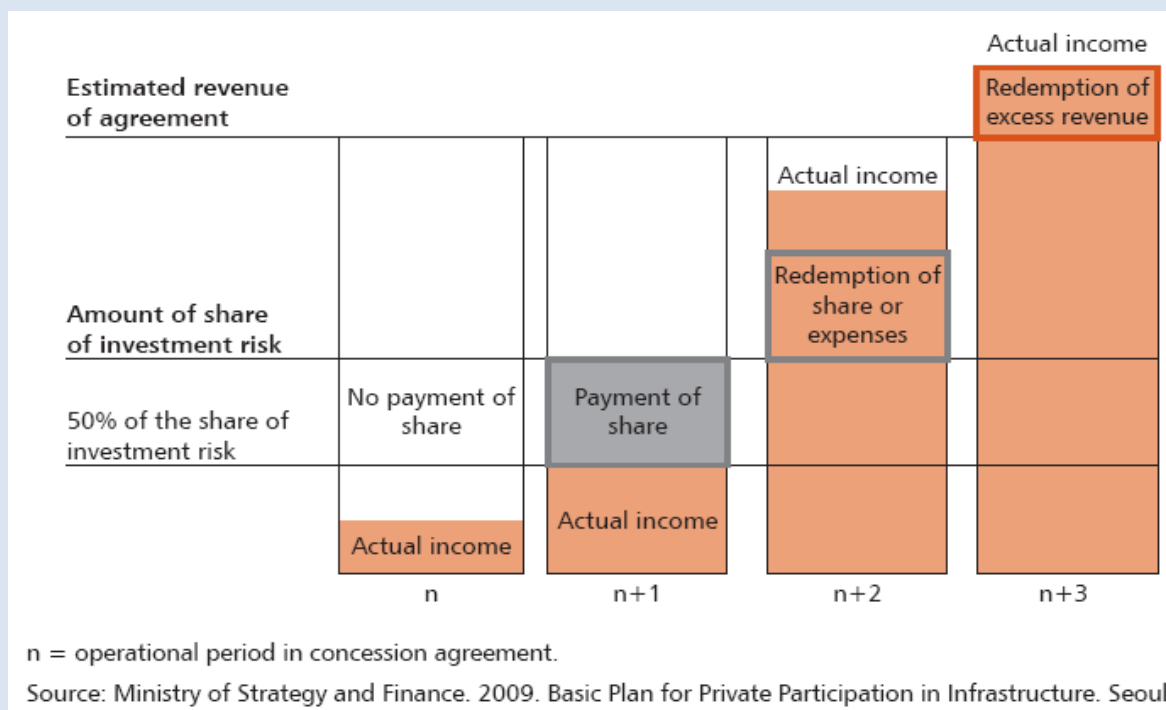 Actual income
Estimated revenue
of agreement
Redemption of
excess revenue
Actual income
Redemption of
share or
expenses
Amount of share
of investment risk
No payment of
share
Payment of
share
50% of the share of
investment risk
Actual income
Actual income
n
n+1
n+2
n+3
n = operational period in concession agreement.
Source: Ministry of Strategy and Finance. 2009. Basic Plan for Private Participation in Infrastructure. Seoul